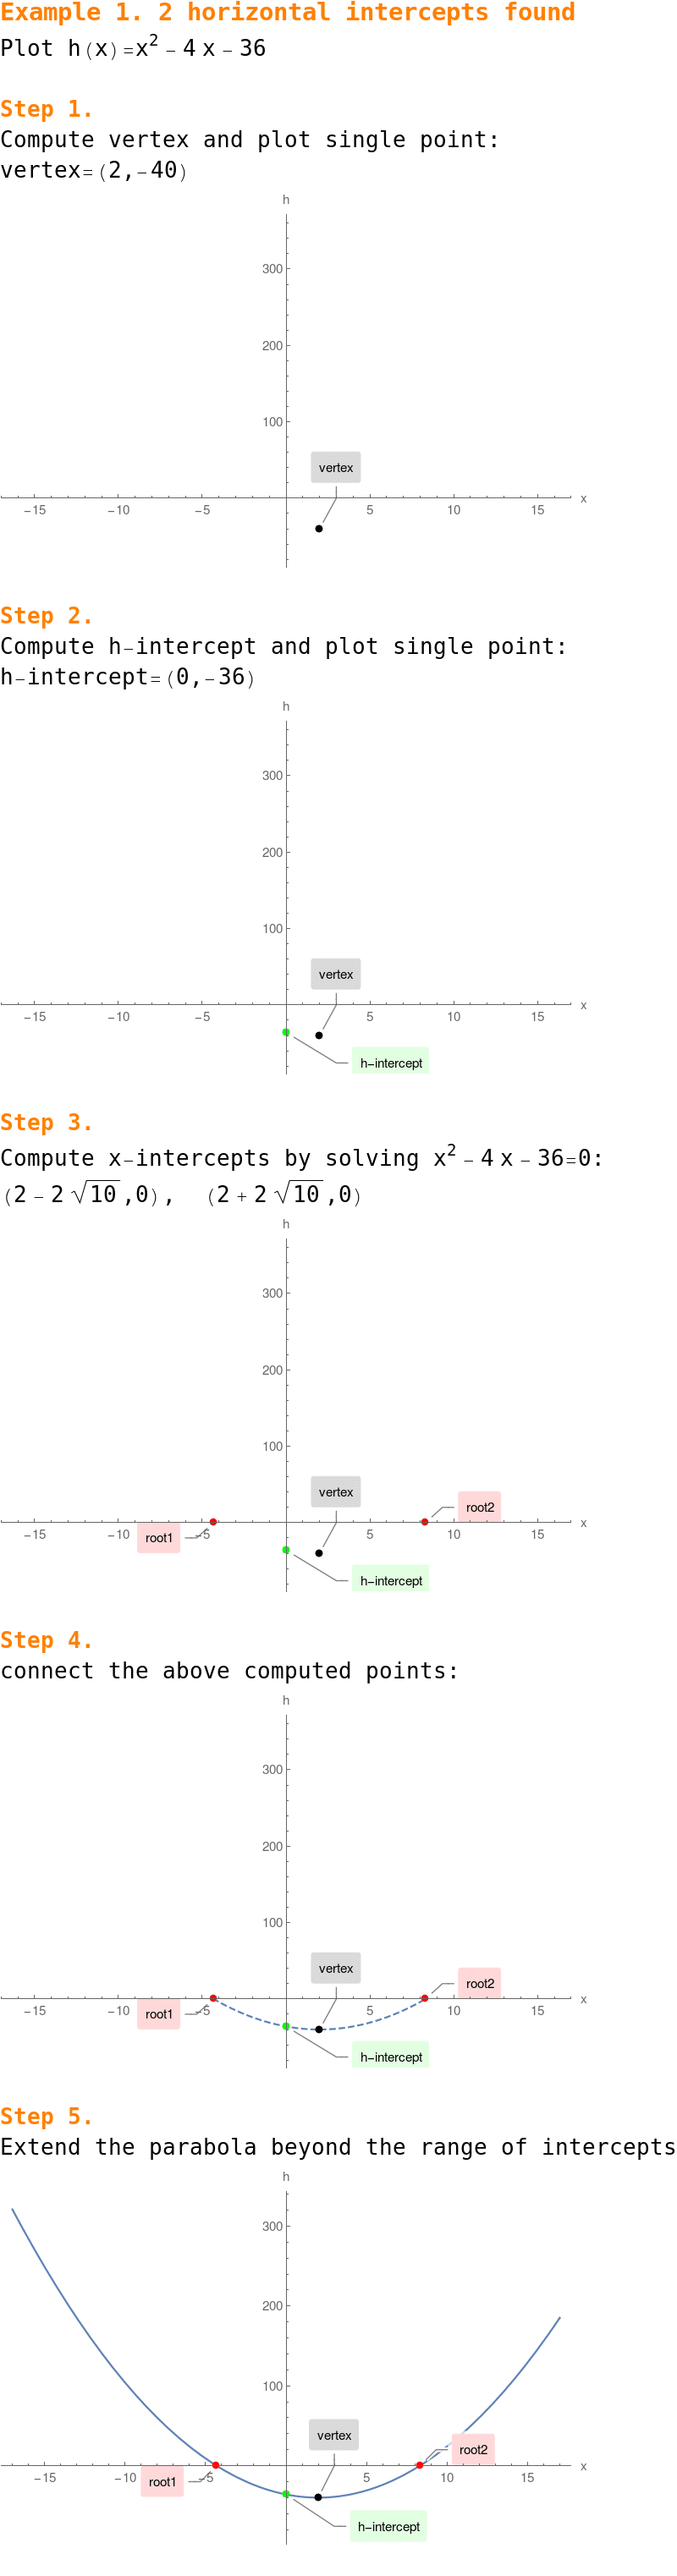 Example 1. 2 horizontal intercepts found
Plot h(x)=x² - 4 x - 36
Step 1.
Compute vertex and plot single point:
vertex=(2,-40)
h
300
200
100
vertex
-15 -10 -5 5 10 15 x
Step 2.
Compute h-intercept and plot single point:
h-intercept=(0,-36)
h
300
200
100
vertex
-15 -10 -5 5 10 15 x
h-intercept
Step 3.
Compute x-intercepts by solving x² - 4 x - 36=0:
(2 - 2 √10,0), (2 + 2 √10,0)
h
300
200
100
vertex
root2
-15 -10 -5 5 10 15 x
root1
h-intercept
Step 4.
connect the above computed points:
h
300
200
100
vertex
root2
-15 -10 -5 5 10 15 x
root1
h-intercept
Step 5.
Extend the parabola beyond the range of intercepts
h
300
200
100
vertex
root2
-15 -10 -5 5 10 15 x
root1
h-intercept